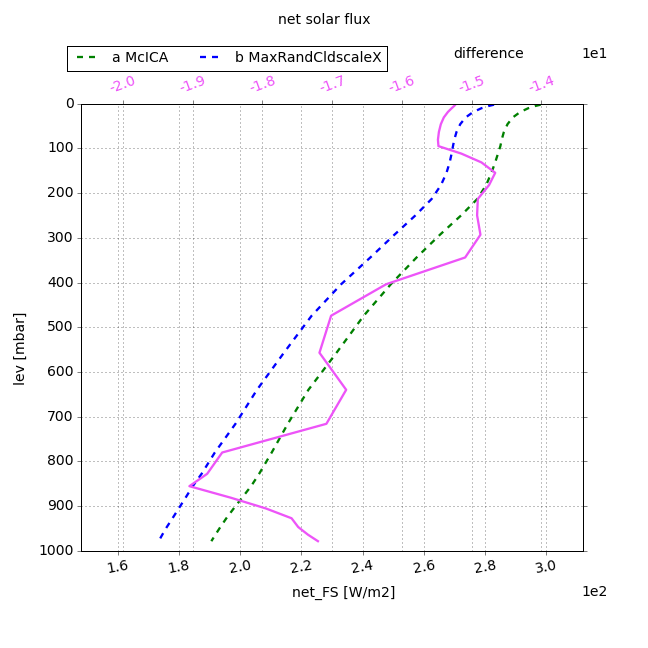 net solar flux
a McICA b MaxRandCldscaleX difference 1e1
-2.0 -1.9 -1.8 -1.7 -1.6 -1.5 -1.4
0
100
200
300
400
500
600
700
800
900
1000
lev [mbar]
1.6 1.8 2.0 2.2 2.4 2.6 2.8 3.0
net_FS [W/m2] 1e2